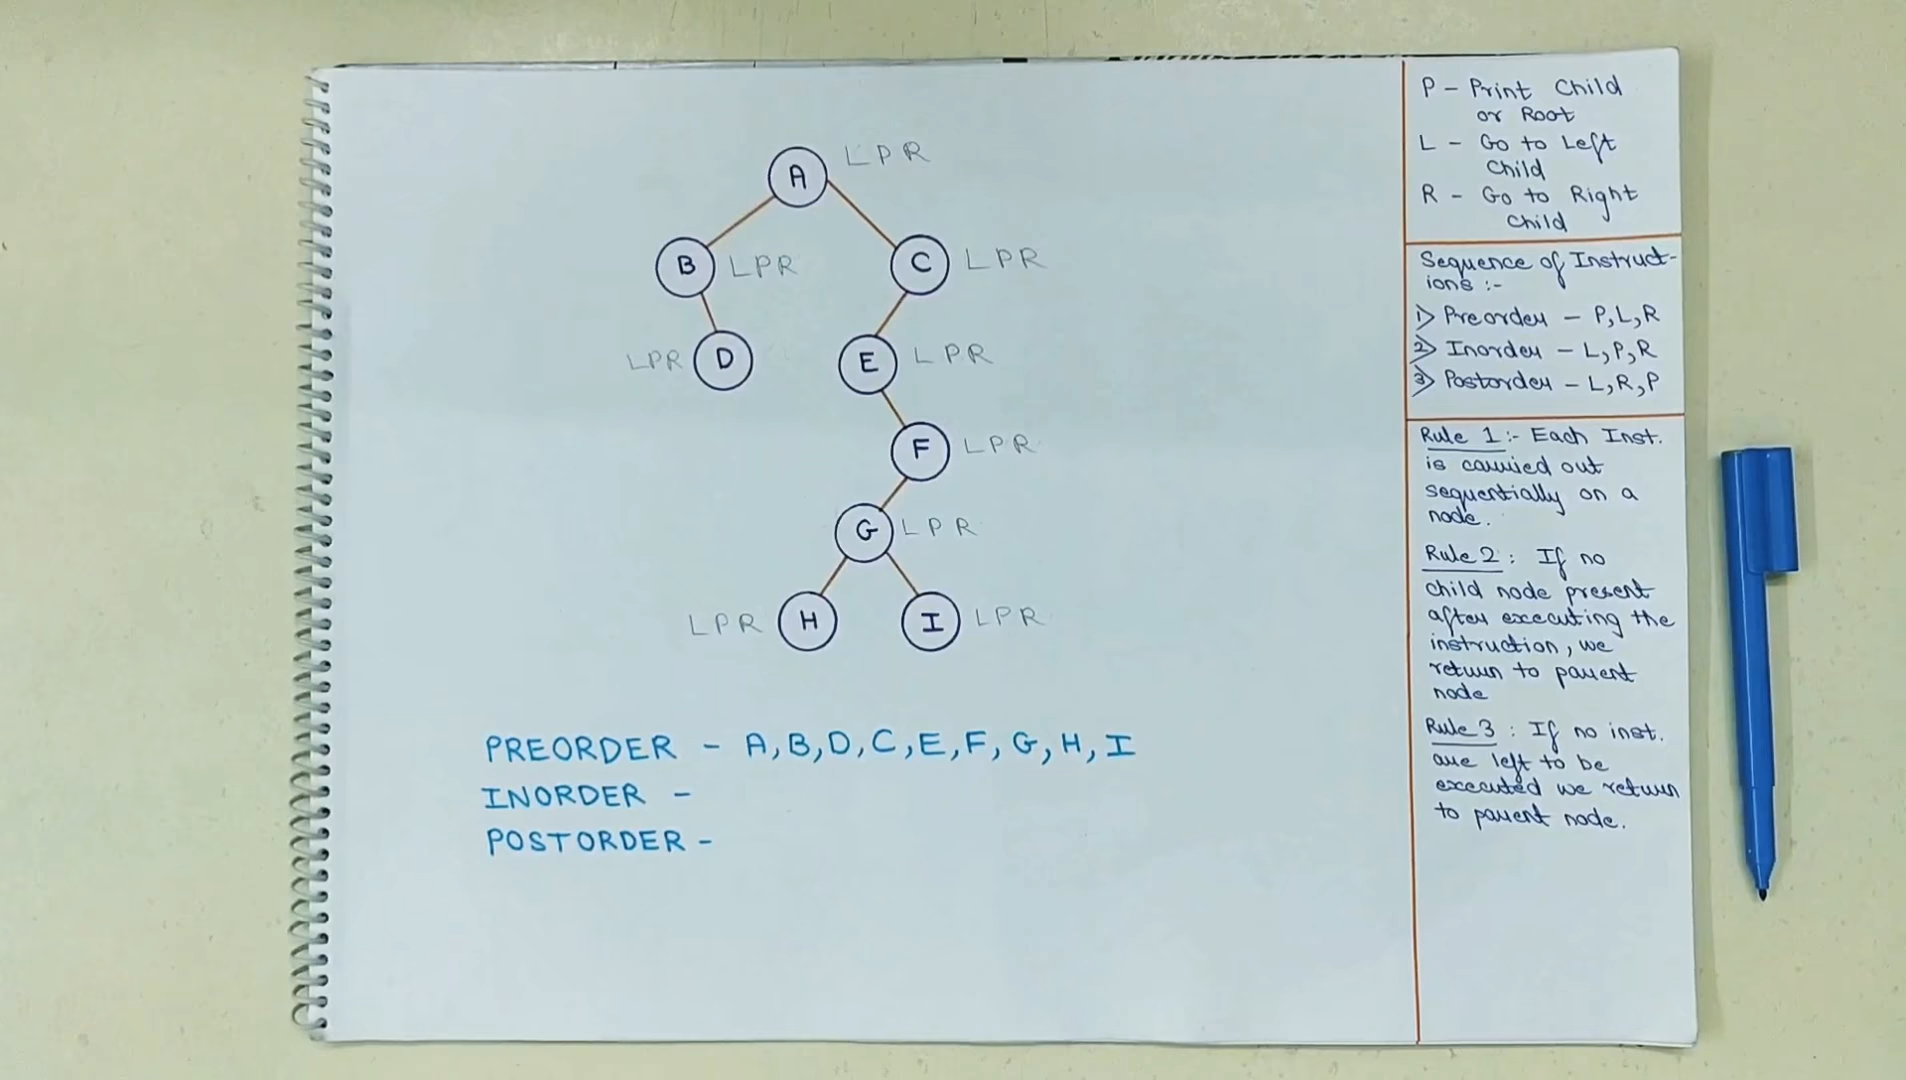 A LPR
B LPR
C LPR
LPR D
E LPR
F LPR
G LPR
LPR H
I LPR
PREORDER - A, B, D, C, E, F, G, H, I
INORDER -
POSTORDER -
P - Print Child
or Root
L - Go to Left
Child
R - Go to Right
Child
Sequence of Instruct-
ions :-
1> Preorder - P, L, R
2> Inorder - L, P, R
3> Postorder - L, R, P
Rule 1 :- Each Inst.
is carried out
sequentially on a
node.
Rule 2 : If no
child node present
after executing the
instruction, we
return to parent
node
Rule 3 : If no inst.
are left to be
executed we return
to parent node.